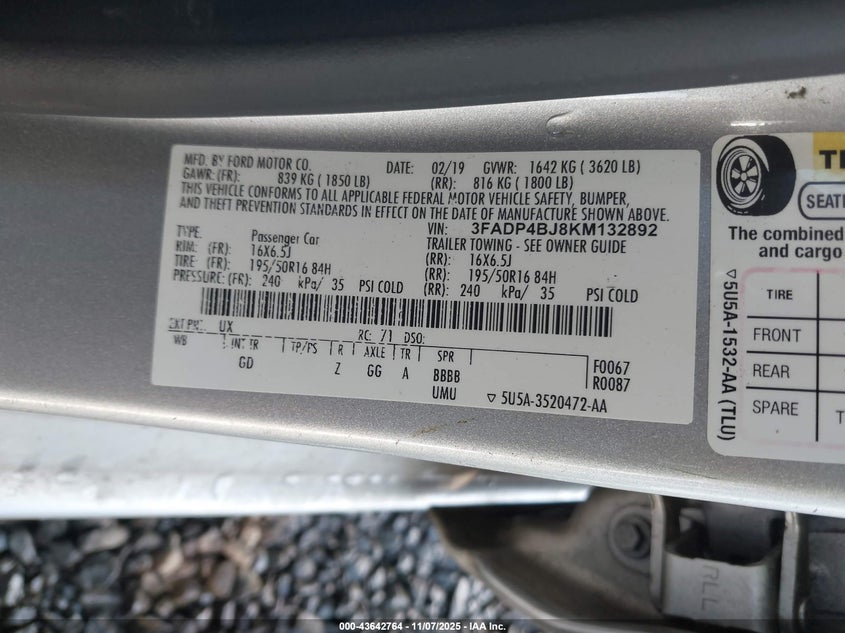 MFD. BY FORD MOTOR CO. DATE: 02/19 GVWR: 1642 KG ( 3620 LB)
GAWR: (FR): 839 KG ( 1850 LB) (RR): 816 KG ( 1800 LB)
THIS VEHICLE CONFORMS TO ALL APPLICABLE FEDERAL MOTOR VEHICLE SAFETY, BUMPER,
AND THEFT PREVENTION STANDARDS IN EFFECT ON THE DATE OF MANUFACTURE SHOWN ABOVE.
VIN: 3FADP4BJ8KM132892
TYPE: Passenger Car TRAILER TOWING - SEE OWNER GUIDE
RIM: (FR): 16X6.5J (RR): 16X6.5J
TIRE: (FR): 195/50R16 84H (RR): 195/50R16 84H
PRESSURE: (FR): 240 kPa/ 35 PSI COLD (RR): 240 kPa/ 35 PSI COLD
EXT PNT: UX RC: 71 DSO:
WB INT TR TP/PS R AXLE TR SPR F0067
GD Z GG A BBBB R0087
UMU ▽ 5U5A-3520472-AA
SEATI
The combined
and cargo
TIRE
FRONT
REAR
SPARE
▽5U5A-1532-AA (TLU)
RLL
000-43642764 - 11/07/2025 - IAA Inc.